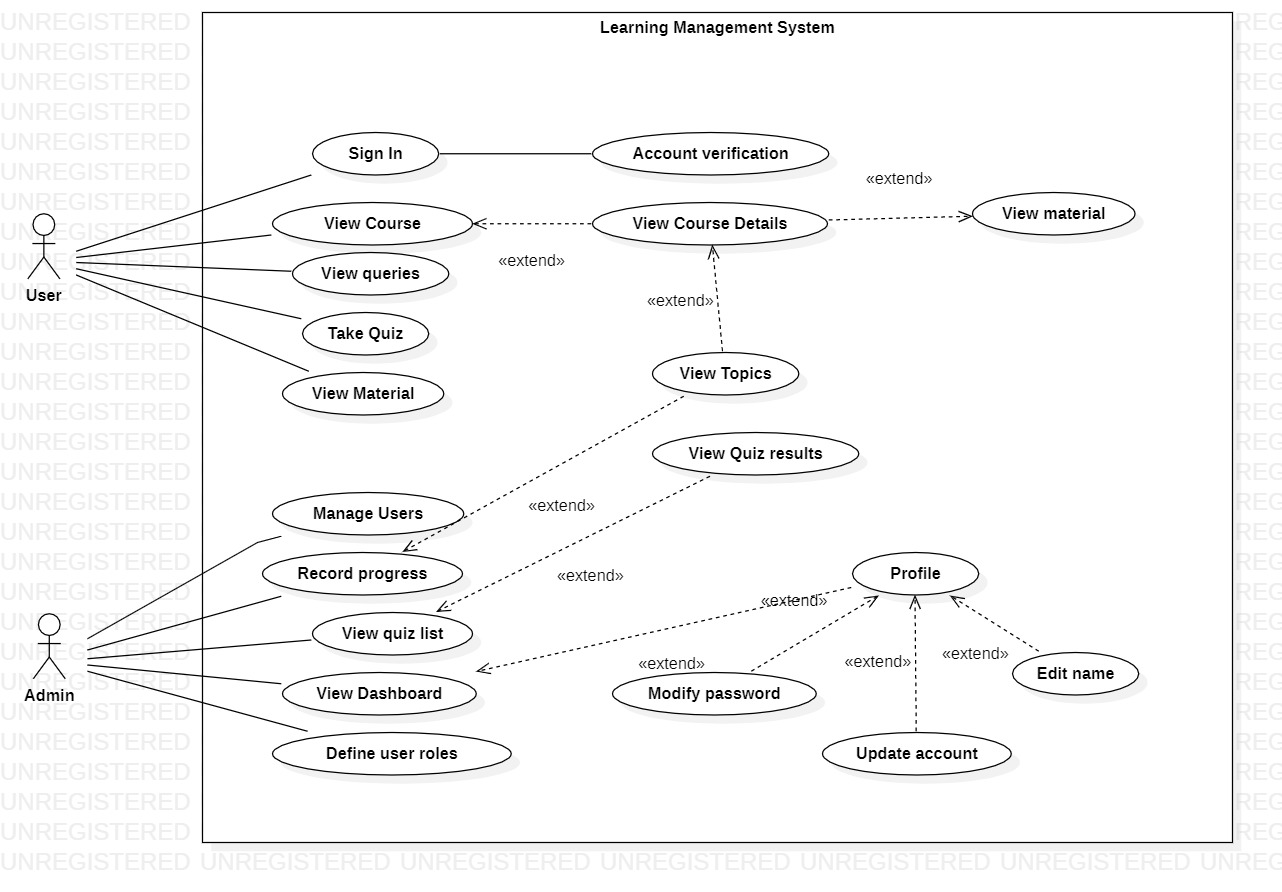 Learning Management System
Sign In
Account verification
«extend»
View Course
View Course Details
View material
«extend»
View queries
User
«extend»
Take Quiz
View Topics
View Material
View Quiz results
Manage Users
«extend»
Record progress
«extend»
Profile
«extend»
View quiz list
Admin
View Dashboard
«extend»
Modify password
«extend»
«extend»
Edit name
Define user roles
Update account
UNREGISTERED UNREGISTERED UNREGISTERED UNREGISTERED UNREGISTERED UNREGISTERED UNREG